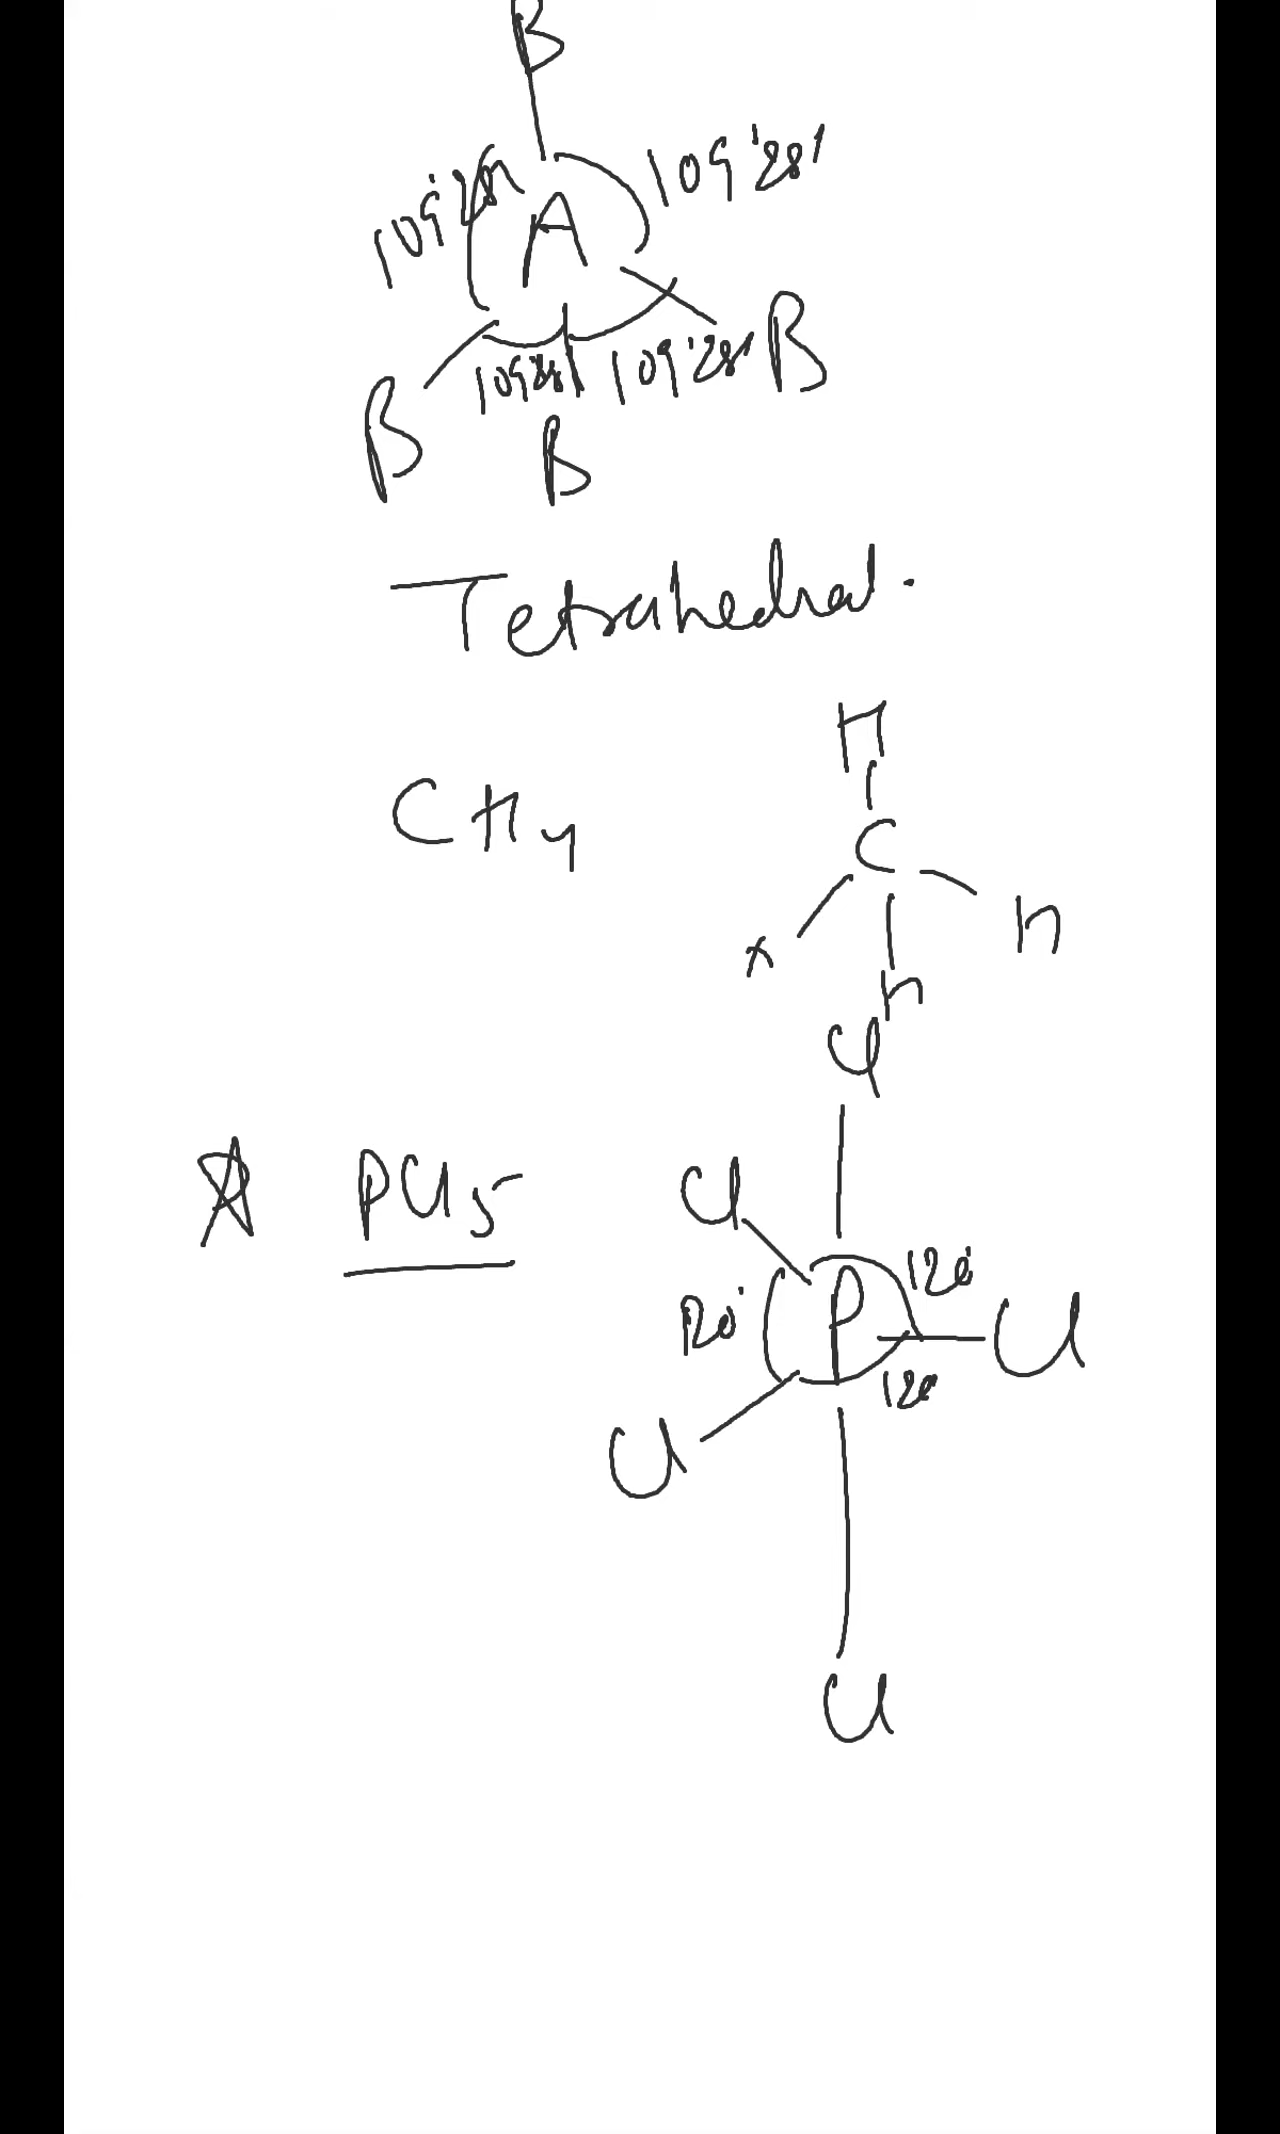 B
109°28' 109°28'
A
109°28' 109°28' B
B B
Tetrahedral.
H
CH4 C
H
H
Cl
☆ PCl5 Cl
120°
120° P Cl
120°
Cl
Cl